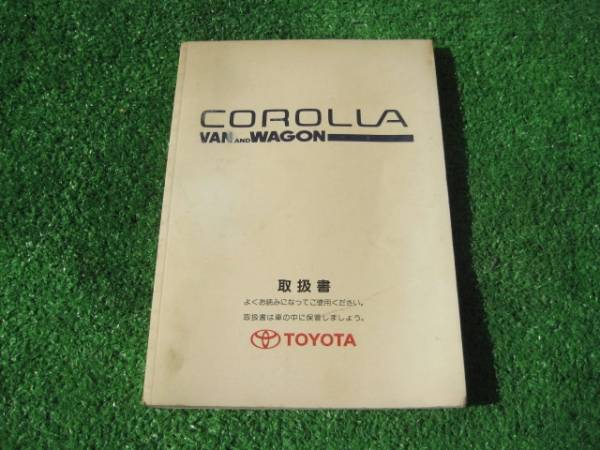 COROLLA
VAN AND WAGON
取扱書
よくお読みになってご使用ください。
取扱書は車の中に保管しましょう。
TOYOTA